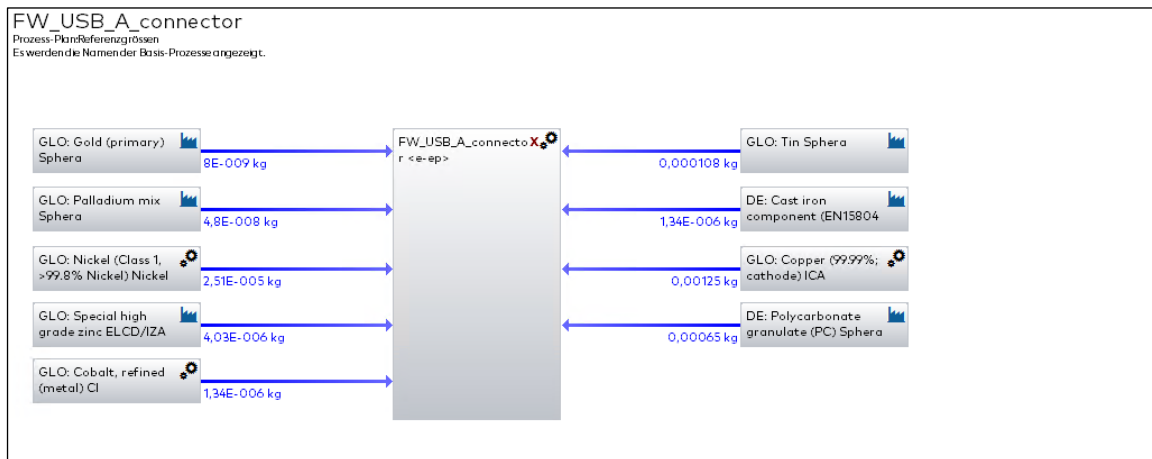 FW_USB_A_connector
Prozess-Plan:Referenzgrössen
Es werden die Namen der Basis-Prozesse angezeigt.
GLO: Gold (primary)
Sphera
8E-009 kg
GLO: Palladium mix
Sphera
4,8E-008 kg
GLO: Nickel (Class 1,
>99.8% Nickel) Nickel
2,51E-005 kg
GLO: Special high
grade zinc ELCD/IZA
4,03E-006 kg
GLO: Cobalt, refined
(metal) CI
1,34E-006 kg
FW_USB_A_connecto X
r <e-ep>
GLO: Tin Sphera
0,000108 kg
DE: Cast iron
component (EN15804
1,34E-006 kg
GLO: Copper (99.99%;
cathode) ICA
0,00125 kg
DE: Polycarbonate
granulate (PC) Sphera
0,00065 kg